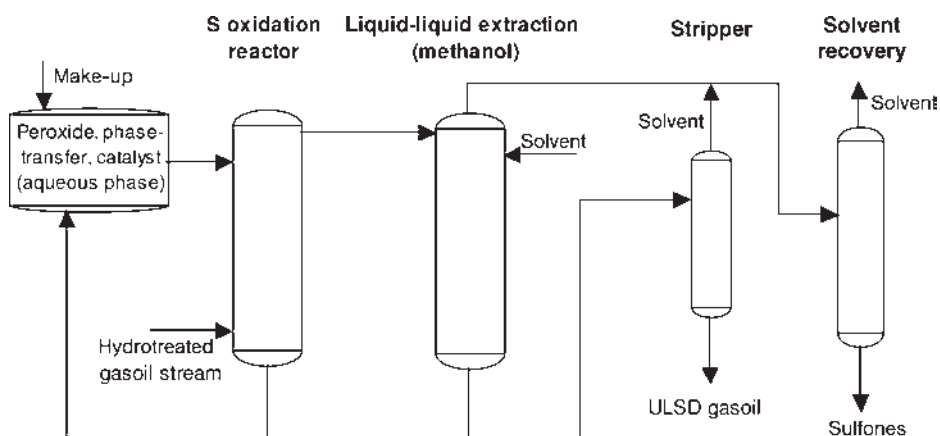 S oxidation
reactor
Liquid-liquid extraction
(methanol)
Stripper
Solvent
recovery
Make-up
Peroxide, phase-
transfer, catalyst
(aqueous phase)
Solvent
Solvent
Solvent
Hydrotreated
gasoil stream
ULSD gasoil
Sulfones